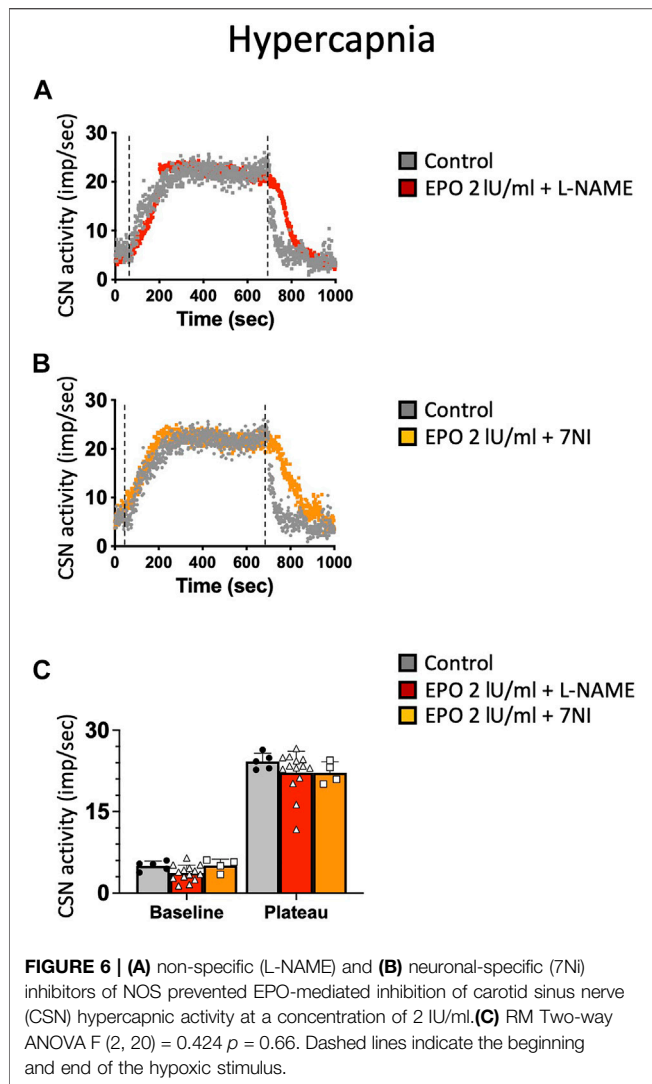 Hypercapnia
A
CSN activity (imp/sec)
30
20
10
0
0 200 400 600 800 1000
Time (sec)
Control
EPO 2 IU/ml + L-NAME
B
CSN activity (imp/sec)
30
20
10
0
0 200 400 600 800 1000
Time (sec)
Control
EPO 2 IU/ml + 7NI
C
Control
EPO 2 IU/ml + L-NAME
EPO 2 IU/ml + 7NI
CSN activity (imp/sec)
30
15
0
Baseline Plateau
FIGURE 6 | (A) non-specific (L-NAME) and (B) neuronal-specific (7Ni)
inhibitors of NOS prevented EPO-mediated inhibition of carotid sinus nerve
(CSN) hypercapnic activity at a concentration of 2 IU/ml.(C) RM Two-way
ANOVA F (2, 20) = 0.424 p = 0.66. Dashed lines indicate the beginning
and end of the hypoxic stimulus.